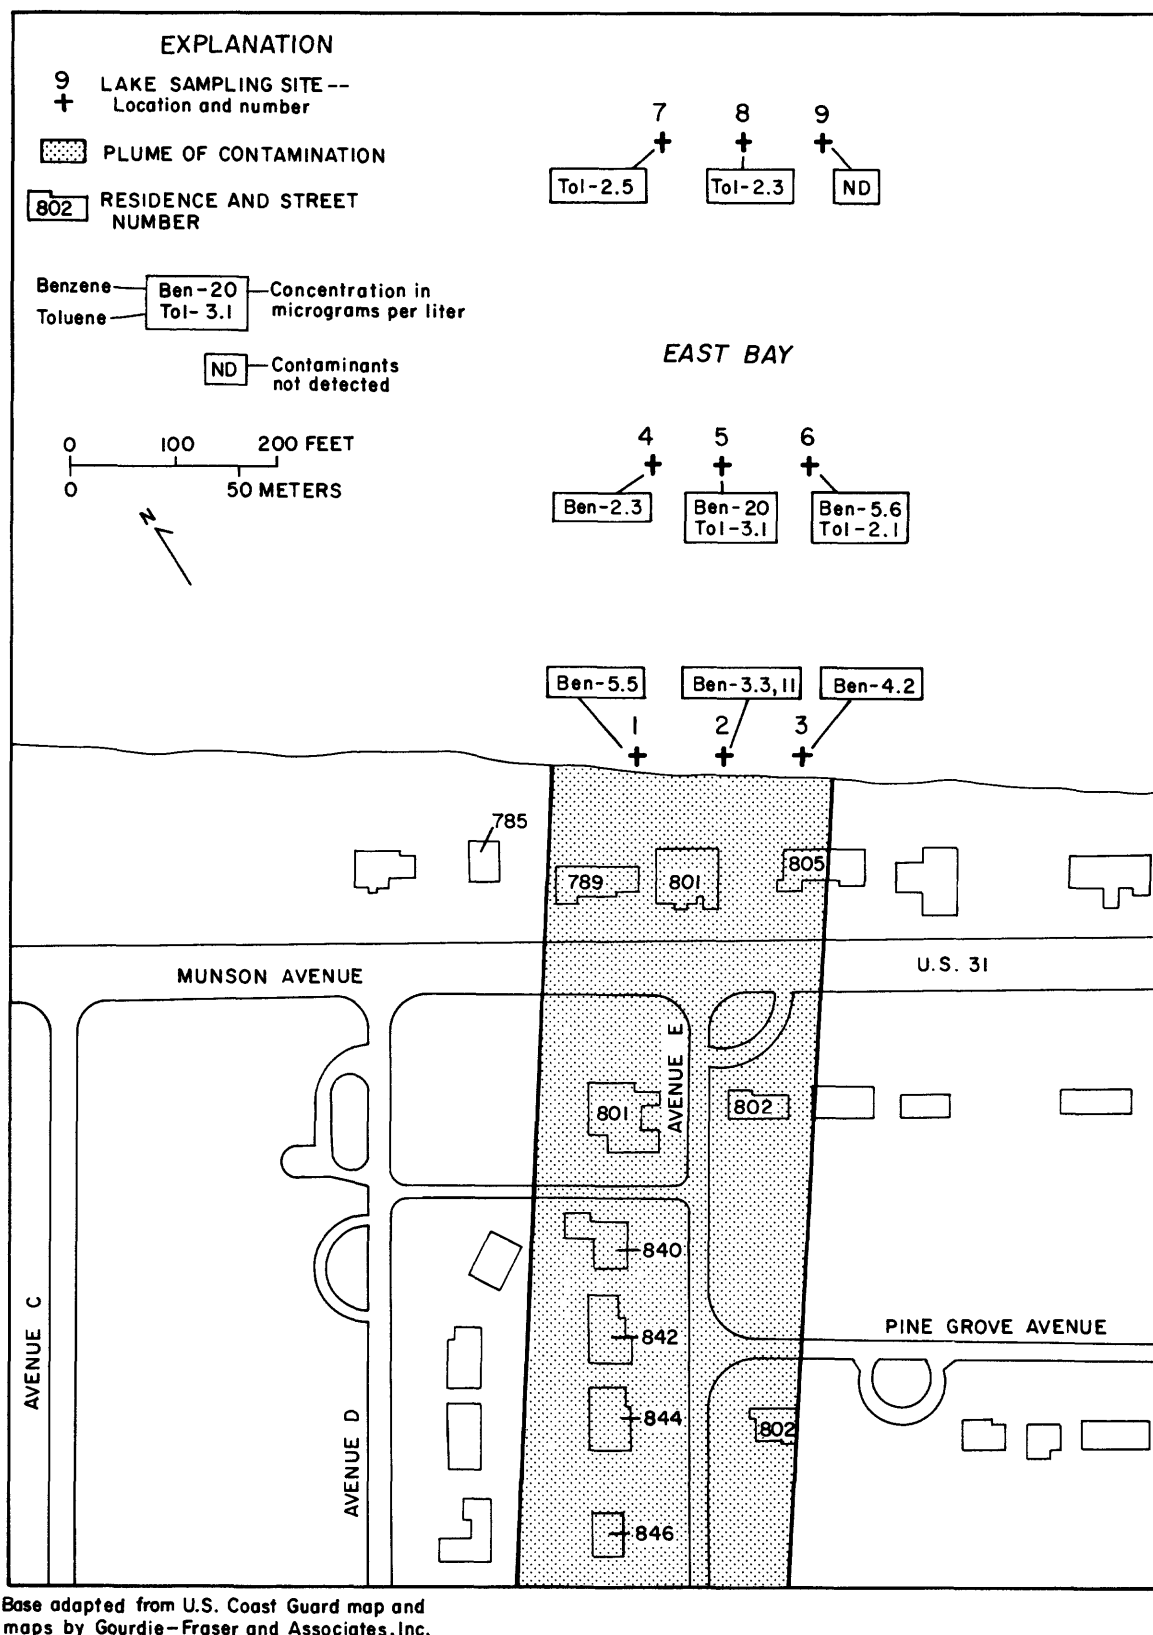 EXPLANATION
9 LAKE SAMPLING SITE--
Location and number
PLUME OF CONTAMINATION
802 RESIDENCE AND STREET
NUMBER
Benzene Ben-20 Concentration in
Toluene Tol-3.1 micrograms per liter
ND Contaminants
not detected
0 100 200 FEET
0 50 METERS
N
7 8 9
Tol-2.5 Tol-2.3 ND
EAST BAY
4 5 6
Ben-2.3 Ben-20 Ben-5.6
Tol-3.1 Tol-2.1
Ben-5.5 Ben-3.3,11 Ben-4.2
1 2 3
785
789 801 805
MUNSON AVENUE U.S. 31
AVENUE E
801 802
840
842
PINE GROVE AVENUE
844
802
846
AVENUE C
AVENUE D
Base adapted from U.S. Coast Guard map and
maps by Gourdie-Fraser and Associates, Inc.